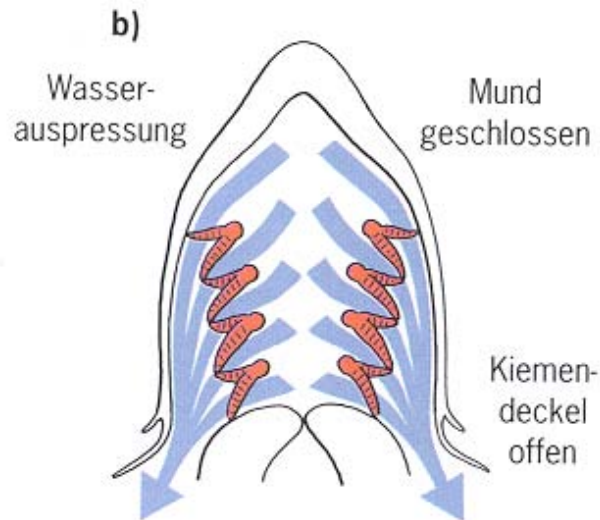 b)
Wasser-
auspressung
Mund
geschlossen
Kiemen-
deckel
offen